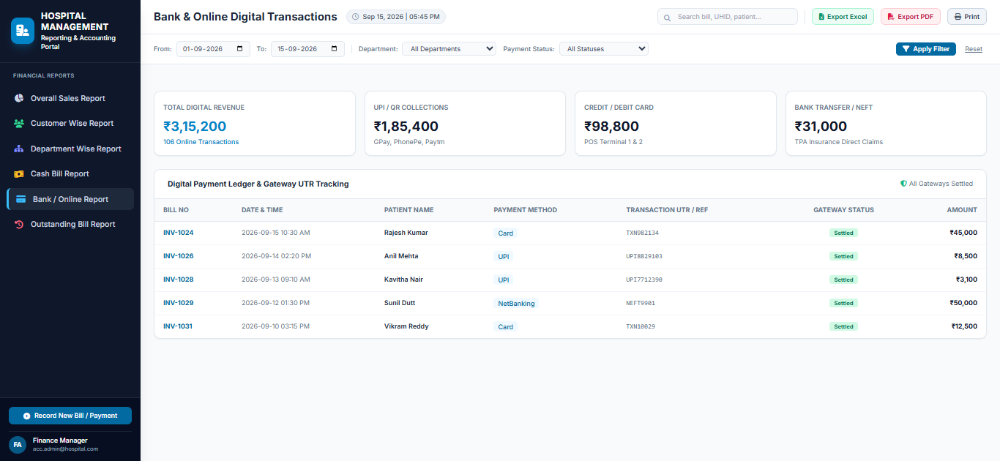 HOSPITAL
MANAGEMENT
Reporting & Accounting
Portal
FINANCIAL REPORTS
Overall Sales Report
Customer Wise Report
Department Wise Report
Cash Bill Report
Bank / Online Report
Outstanding Bill Report
Record New Bill / Payment
FA
Finance Manager
acc.admin@hospital.com
Bank & Online Digital Transactions
Sep 15, 2026 | 05:45 PM
Search bill, UHID, patient...
Export Excel
Export PDF
Print
From: 01-09-2026 To: 15-09-2026 Department: All Departments Payment Status: All Statuses Apply Filter Reset
TOTAL DIGITAL REVENUE
₹3,15,200
106 Online Transactions
UPI / QR COLLECTIONS
₹1,85,400
GPay, PhonePe, Paytm
CREDIT / DEBIT CARD
₹98,800
POS Terminal 1 & 2
BANK TRANSFER / NEFT
₹31,000
TPA Insurance Direct Claims
Digital Payment Ledger & Gateway UTR Tracking
All Gateways Settled
BILL NO DATE & TIME PATIENT NAME PAYMENT METHOD TRANSACTION UTR / REF GATEWAY STATUS AMOUNT
INV-1024 2026-09-15 10:30 AM Rajesh Kumar Card TXN982134 Settled ₹45,000
INV-1026 2026-09-14 02:20 PM Anil Mehta UPI UPI8829103 Settled ₹8,500
INV-1028 2026-09-13 09:10 AM Kavitha Nair UPI UPI7712390 Settled ₹3,100
INV-1029 2026-09-12 01:30 PM Sunil Dutt NetBanking NEFT9901 Settled ₹50,000
INV-1031 2026-09-10 03:15 PM Vikram Reddy Card TXN10029 Settled ₹12,500